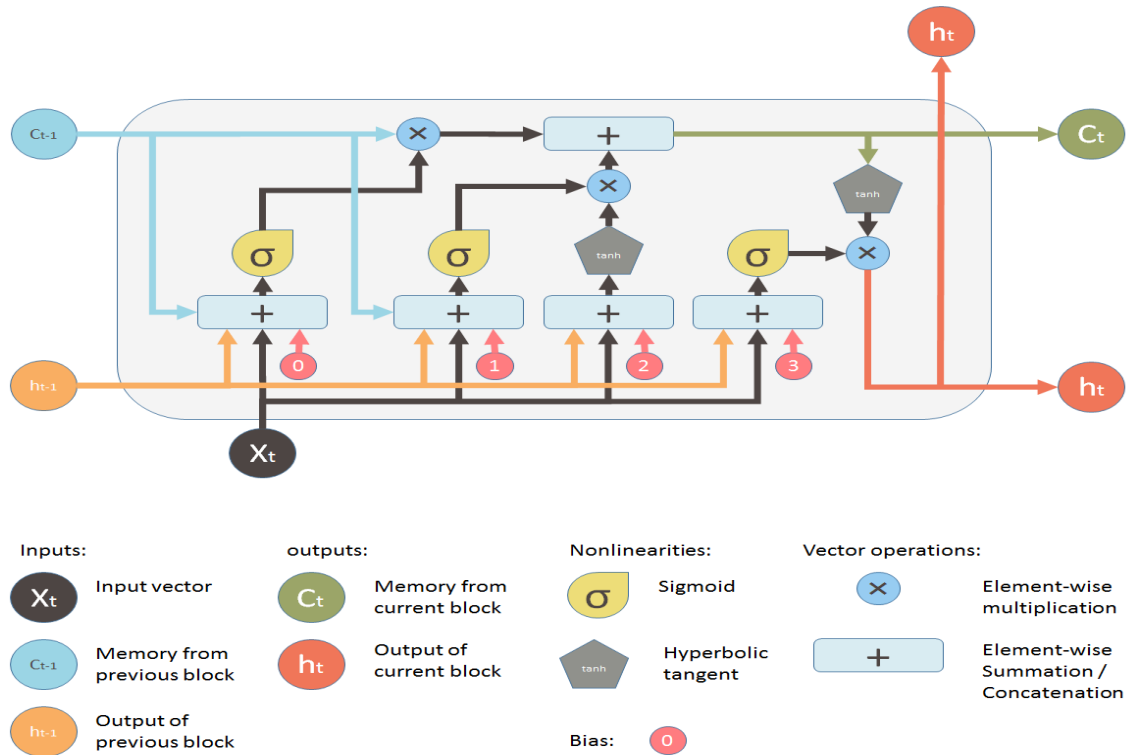 ht
Ct-1
×
+
Ct
tanh
×
σ
σ
tanh
σ
×
+
+
+
+
0
1
2
3
ht-1
ht
Xt
Inputs:
outputs:
Nonlinearities:
Vector operations:
Xt
Input vector
Ct
Memory from
current block
σ
Sigmoid
×
Element-wise
multiplication
Ct-1
Memory from
previous block
ht
Output of
current block
tanh
Hyperbolic
tangent
+
Element-wise
Summation /
Concatenation
ht-1
Output of
previous block
Bias:
0